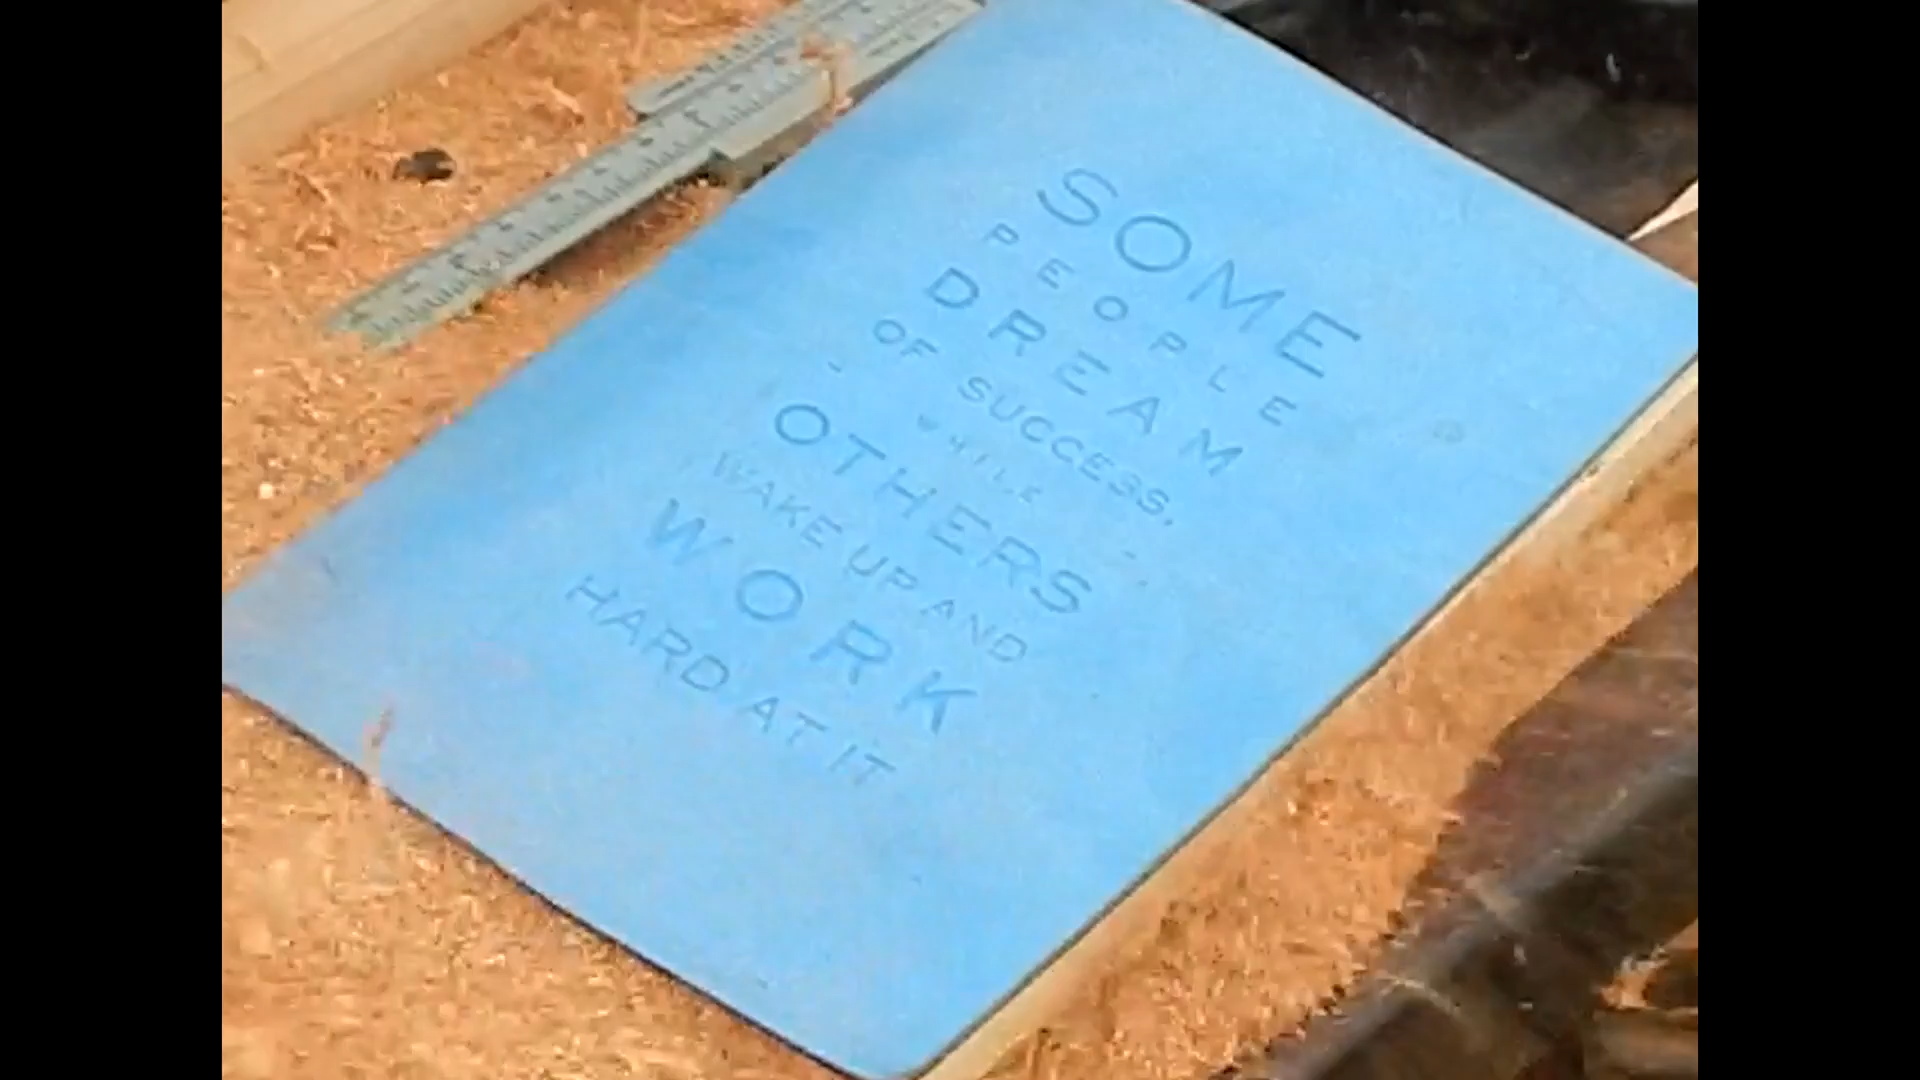 SOME
PEOPLE
DREAM
OF SUCCESS,
- WHILE -
OTHERS
WAKE UP AND
WORK
HARD AT IT